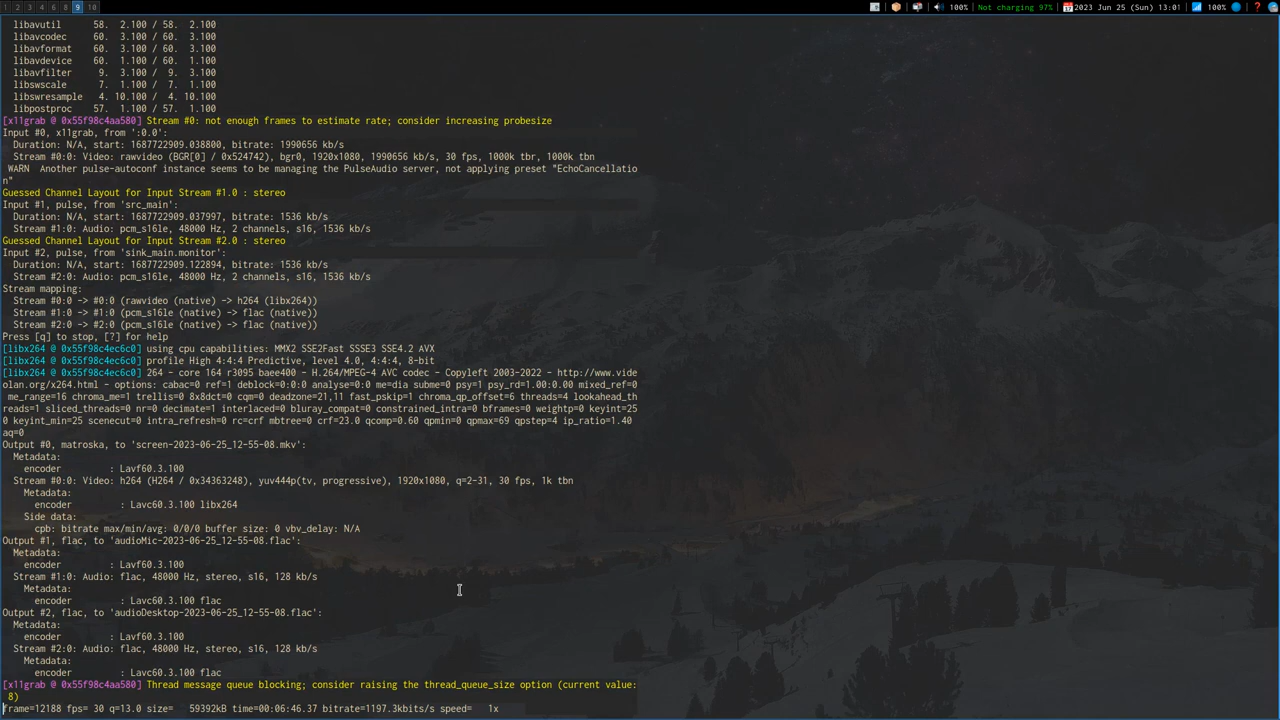 1 2 3 4 5 6 7 8 9 10 100% Not charging 97% 2023 Jun 25 (Sun) 13:01 100%
libavutil 58. 2.100 / 58. 2.100
libavcodec 60. 3.100 / 60. 3.100
libavformat 60. 3.100 / 60. 3.100
libavdevice 60. 1.100 / 60. 1.100
libavfilter 9. 3.100 / 9. 3.100
libswscale 7. 1.100 / 7. 1.100
libswresample 4. 10.100 / 4. 10.100
libpostproc 57. 1.100 / 57. 1.100
[x11grab @ 0x55f98c4aa580] Stream #0: not enough frames to estimate rate; consider increasing probesize
Input #0, x11grab, from ':0.0':
Duration: N/A, start: 1687722909.038800, bitrate: 1990656 kb/s
Stream #0:0: Video: rawvideo (BGR[0] / 0x524742), bgr0, 1920x1080, 1990656 kb/s, 30 fps, 1000k tbr, 1000k tbn
WARN Another pulse-autoconf instance seems to be managing the PulseAudio server, not applying preset "EchoCancellatio
n"
Guessed Channel Layout for Input Stream #1.0 : stereo
Input #1, pulse, from 'src_main':
Duration: N/A, start: 1687722909.037997, bitrate: 1536 kb/s
Stream #1:0: Audio: pcm_s16le, 48000 Hz, 2 channels, s16, 1536 kb/s
Guessed Channel Layout for Input Stream #2.0 : stereo
Input #2, pulse, from 'sink_main.monitor':
Duration: N/A, start: 1687722909.122894, bitrate: 1536 kb/s
Stream #2:0: Audio: pcm_s16le, 48000 Hz, 2 channels, s16, 1536 kb/s
Stream mapping:
Stream #0:0 -> #0:0 (rawvideo (native) -> h264 (libx264))
Stream #1:0 -> #1:0 (pcm_s16le (native) -> flac (native))
Stream #2:0 -> #2:0 (pcm_s16le (native) -> flac (native))
Press [q] to stop, [?] for help
[libx264 @ 0x55f98c4ec6c0] using cpu capabilities: MMX2 SSE2Fast SSSE3 SSE4.2 AVX
[libx264 @ 0x55f98c4ec6c0] profile High 4:4:4 Predictive, level 4.0, 4:4:4, 8-bit
[libx264 @ 0x55f98c4ec6c0] 264 - core 164 r3095 baee400 - H.264/MPEG-4 AVC codec - Copyleft 2003-2022 - http://www.vide
olan.org/x264.html - options: cabac=0 ref=1 deblock=0:0:0 analyse=0:0 me=dia subme=0 psy=1 psy_rd=1.00:0.00 mixed_ref=0
me_range=16 chroma_me=1 trellis=0 8x8dct=0 cqm=0 deadzone=21,11 fast_pskip=1 chroma_qp_offset=6 threads=4 lookahead_th
reads=1 sliced_threads=0 nr=0 decimate=1 interlaced=0 bluray_compat=0 constrained_intra=0 bframes=0 weightp=0 keyint=25
0 keyint_min=25 scenecut=0 intra_refresh=0 rc=crf mbtree=0 crf=23.0 qcomp=0.60 qpmin=0 qpmax=69 qpstep=4 ip_ratio=1.40
aq=0
Output #0, matroska, to 'screen-2023-06-25_12-55-08.mkv':
Metadata:
encoder : Lavf60.3.100
Stream #0:0: Video: h264 (H264 / 0x34363248), yuv444p(tv, progressive), 1920x1080, q=2-31, 30 fps, 1k tbn
Metadata:
encoder : Lavc60.3.100 libx264
Side data:
cpb: bitrate max/min/avg: 0/0/0 buffer size: 0 vbv_delay: N/A
Output #1, flac, to 'audioMic-2023-06-25_12-55-08.flac':
Metadata:
encoder : Lavf60.3.100
Stream #1:0: Audio: flac, 48000 Hz, stereo, s16, 128 kb/s
Metadata:
encoder : Lavc60.3.100 flac
Output #2, flac, to 'audioDesktop-2023-06-25_12-55-08.flac':
Metadata:
encoder : Lavf60.3.100
Stream #2:0: Audio: flac, 48000 Hz, stereo, s16, 128 kb/s
Metadata:
encoder : Lavc60.3.100 flac
[x11grab @ 0x55f98c4aa580] Thread message queue blocking; consider raising the thread_queue_size option (current value:
8)
frame=12188 fps= 30 q=13.0 size= 59392kB time=00:06:46.37 bitrate=1197.3kbits/s speed= 1x